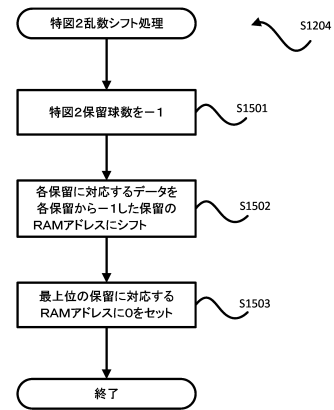 特図2乱数シフト処理
S1204
特図2保留球数を－1
S1501
各保留に対応するデータを
各保留から－1した保留の
RAMアドレスにシフト
S1502
最上位の保留に対応する
RAMアドレスに0をセット
S1503
終了